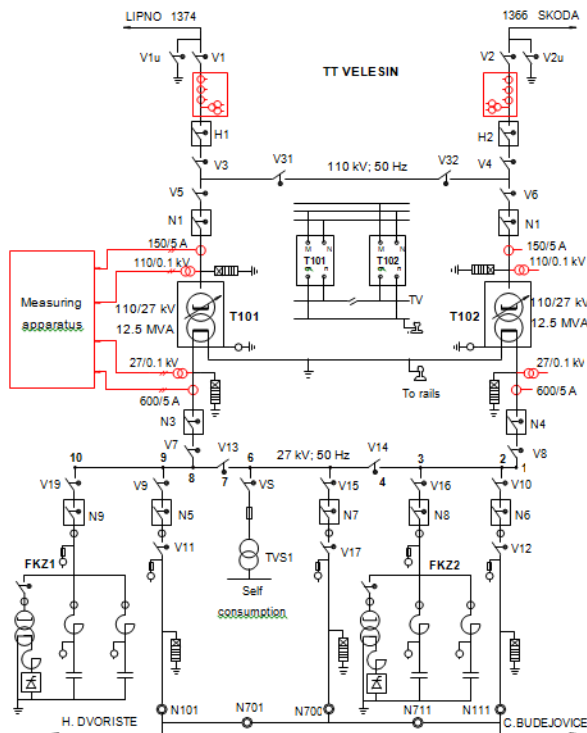 LIPNO 1374
1366 SKODA
V1u
V1
TT VELESIN
V2
V2u
H1
H2
V3
V31
110 kV; 50 Hz
V32
V4
V5
V6
N1
N1
150/5 A
110/0.1 kV
M
N
T101
M
N
T102
TV
150/5 A
110/0.1 kV
Measuring
apparatus
110/27 kV
12.5 MVA
T101
T102
110/27 kV
12.5 MVA
27/0.1 kV
600/5 A
To rails
27/0.1 kV
600/5 A
N3
N4
V7
V13
V14
V8
10
9
8
7
6
27 kV; 50 Hz
4
3
2
1
V19
V9
VS
V15
V16
V10
N9
N5
N7
N8
N6
V11
V17
V12
FKZ1
TVS1
FKZ2
Self
consumption
N101
N701
N700
N711
N111
H. DVORISTE
C.BUDEJOVICE